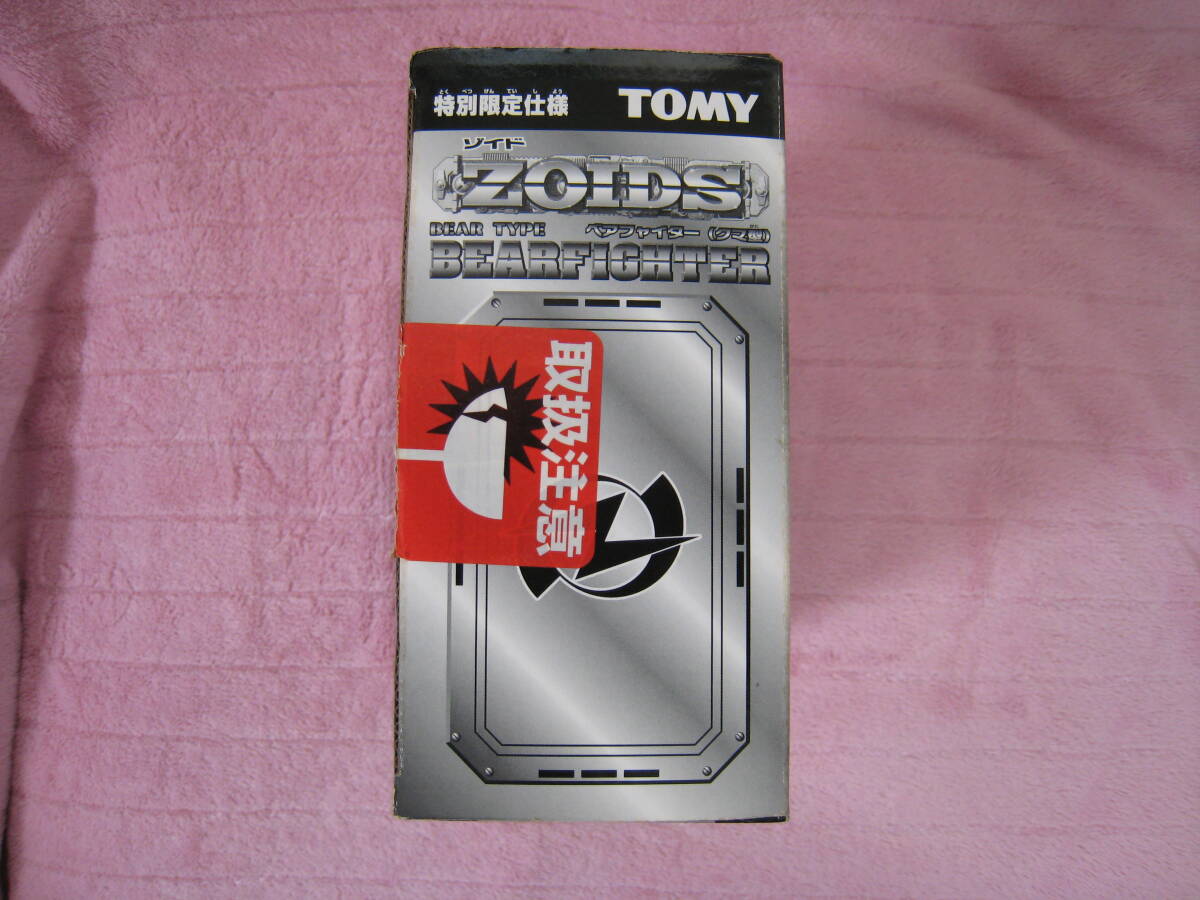 とくべつげんていしよう
特別限定仕様
TOMY
ゾイド
ZOIDS
BEAR TYPE
ベアファイター(クマ型)
がた
BEARFIGHTER
取扱注意